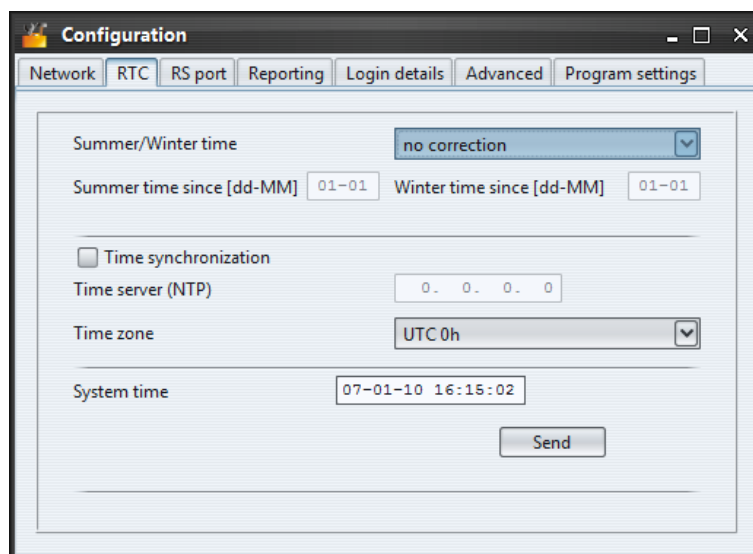 Configuration
Network RTC RS port Reporting Login details Advanced Program settings
Summer/Winter time no correction
Summer time since [dd-MM] 01-01 Winter time since [dd-MM] 01-01
Time synchronization
Time server (NTP) 0. 0. 0. 0
Time zone UTC 0h
System time 07-01-10 16:15:02
Send